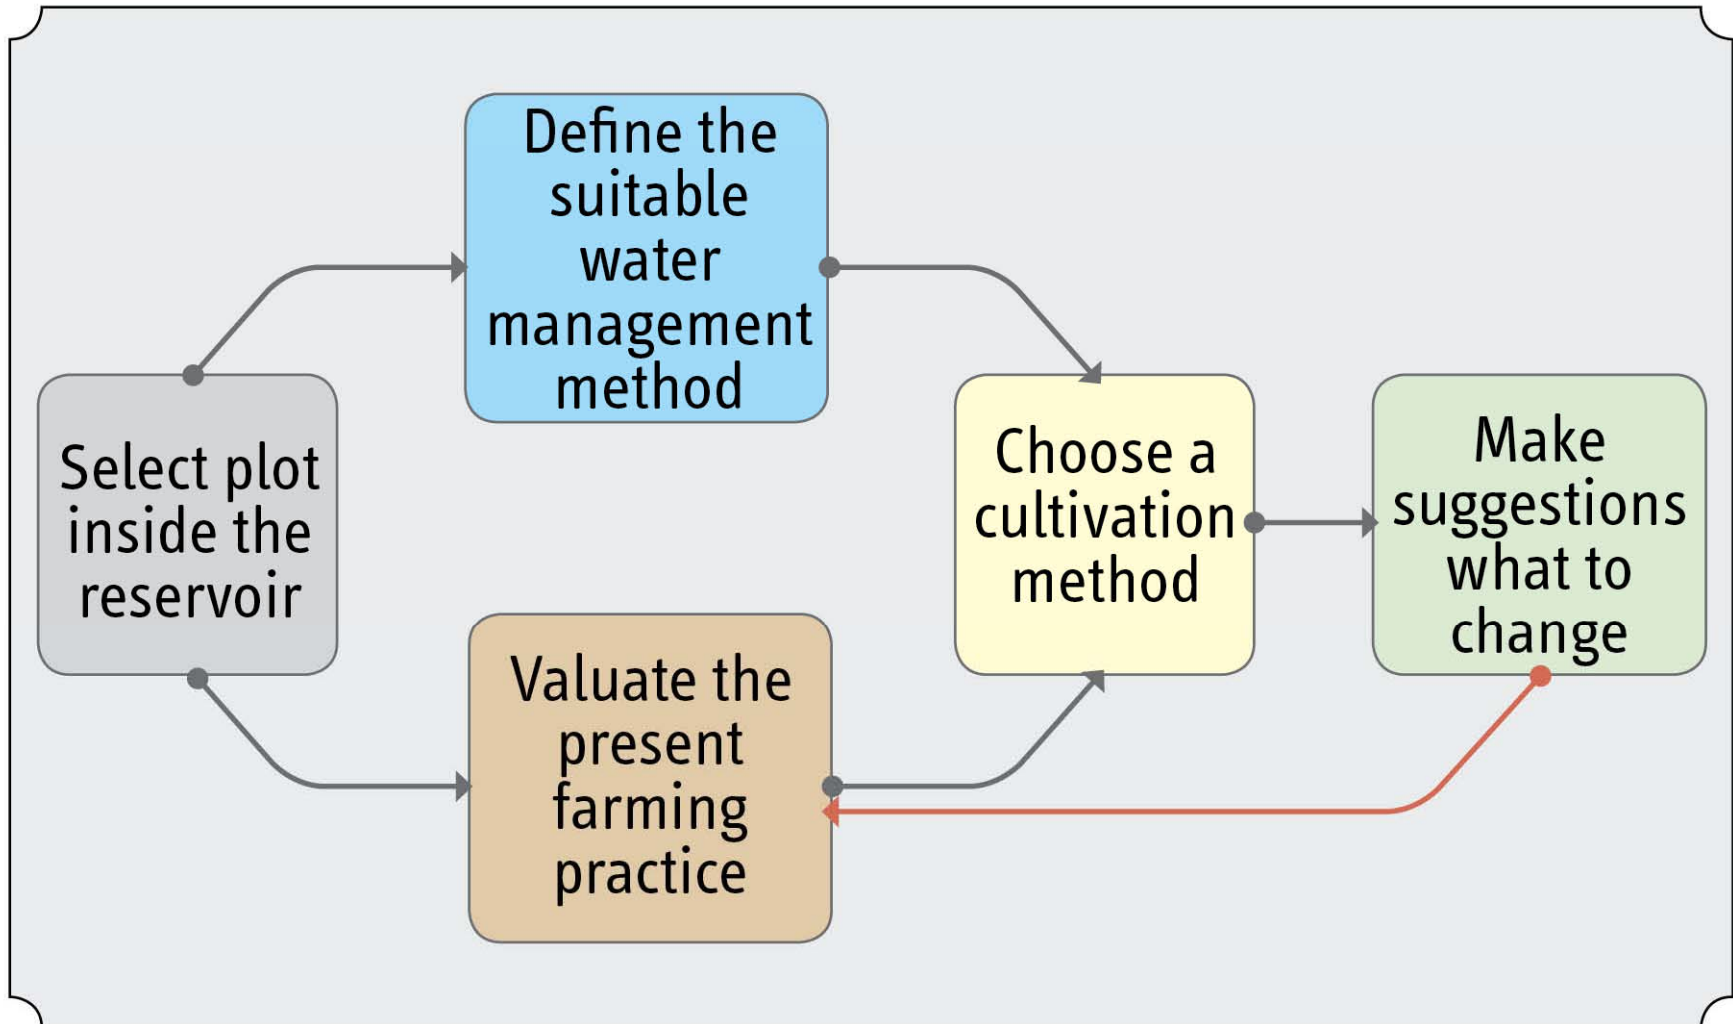 Define the
suitable
water
management
method
Select plot
inside the
reservoir
Choose a
cultivation
method
Make
suggestions
what to
change
Valuate the
present
farming
practice